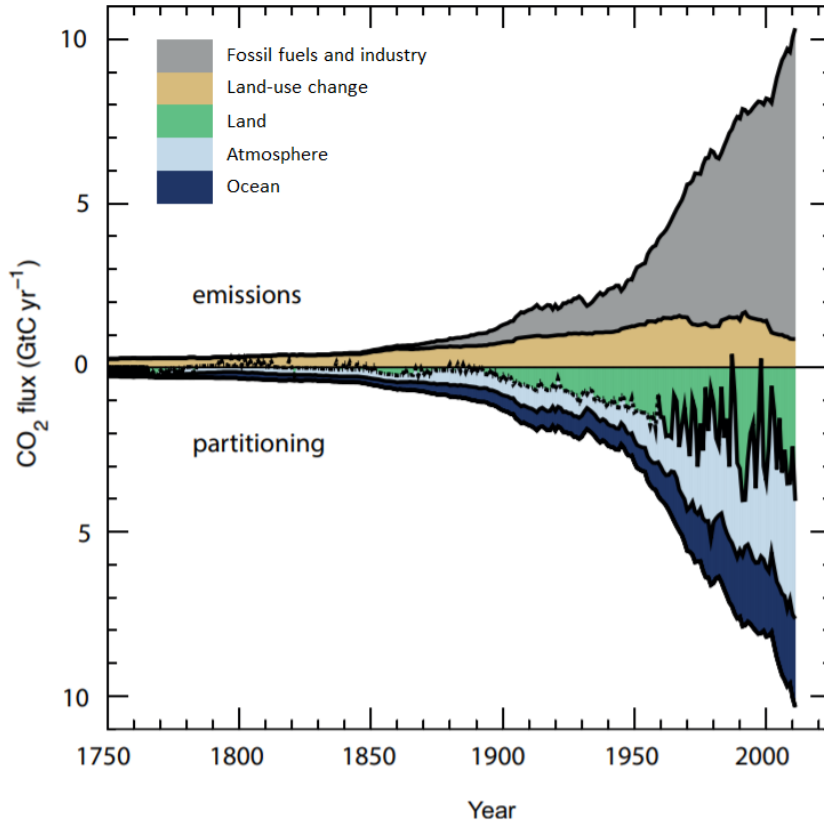 10
Fossil fuels and industry
Land-use change
Land
Atmosphere
Ocean
5
emissions
0
partitioning
5
10
CO₂ flux (GtC yr⁻¹)
1750 1800 1850 1900 1950 2000
Year